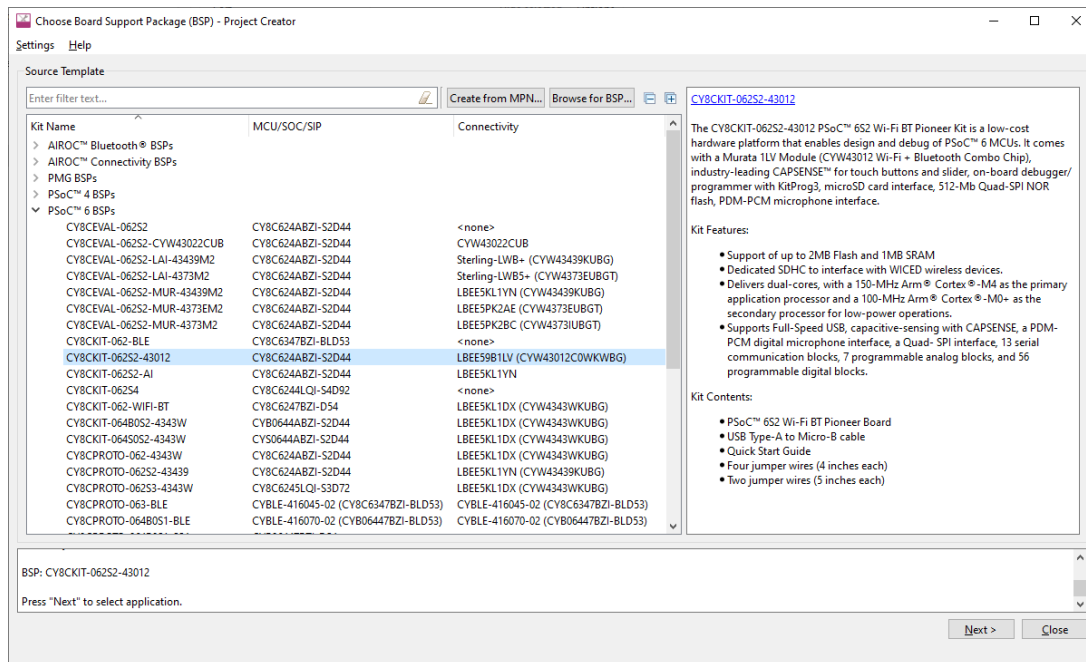 Choose Board Support Package (BSP) - Project Creator
Settings Help
Source Template
Enter filter text...
Create from MPN... Browse for BSP...
Kit Name MCU/SOC/SIP Connectivity
AIROC™ Bluetooth® BSPs
AIROC™ Connectivity BSPs
PMG BSPs
PSoC™ 4 BSPs
PSoC™ 6 BSPs
CY8CEVAL-062S2 CY8C624ABZI-S2D44 <none>
CY8CEVAL-062S2-CYW43022CUB CY8C624ABZI-S2D44 CYW43022CUB
CY8CEVAL-062S2-LAI-43439M2 CY8C624ABZI-S2D44 Sterling-LWB+ (CYW43439KUBG)
CY8CEVAL-062S2-LAI-4373M2 CY8C624ABZI-S2D44 Sterling-LWB5+ (CYW4373EUBGT)
CY8CEVAL-062S2-MUR-43439M2 CY8C624ABZI-S2D44 LBEE5KL1YN (CYW43439KUBG)
CY8CEVAL-062S2-MUR-4373EM2 CY8C624ABZI-S2D44 LBEE5PK2AE (CYW4373EUBGT)
CY8CEVAL-062S2-MUR-4373M2 CY8C624ABZI-S2D44 LBEE5PK2BC (CYW4373IUBGT)
CY8CKIT-062-BLE CY8C6347BZI-BLD53 <none>
CY8CKIT-062S2-43012 CY8C624ABZI-S2D44 LBEE59B1LV (CYW43012C0WKWBG)
CY8CKIT-062S2-AI CY8C624ABZI-S2D44 LBEE5KL1YN
CY8CKIT-062S4 CY8C6244LQI-S4D92 <none>
CY8CKIT-062-WIFI-BT CY8C6247BZI-D54 LBEE5KL1DX (CYW4343WKUBG)
CY8CKIT-064B0S2-4343W CYB0644ABZI-S2D44 LBEE5KL1DX (CYW4343WKUBG)
CY8CKIT-064S0S2-4343W CYS0644ABZI-S2D44 LBEE5KL1DX (CYW4343WKUBG)
CY8CPROTO-062-4343W CY8C624ABZI-S2D44 LBEE5KL1DX (CYW4343WKUBG)
CY8CPROTO-062S2-43439 CY8C624ABZI-S2D44 LBEE5KL1YN (CYW43439KUBG)
CY8CPROTO-062S3-4343W CY8C6245LQI-S3D72 LBEE5KL1DX (CYW4343WKUBG)
CY8CPROTO-063-BLE CYBLE-416045-02 (CY8C6347BZI-BLD53) CYBLE-416045-02 (CY8C6347BZI-BLD53)
CY8CPROTO-064B0S1-BLE CYBLE-416070-02 (CYB06447BZI-BLD53) CYBLE-416070-02 (CYB06447BZI-BLD53)
CY8CKIT-062S2-43012
The CY8CKIT-062S2-43012 PSoC™ 6S2 Wi-Fi BT Pioneer Kit is a low-cost
hardware platform that enables design and debug of PSoC™ 6 MCUs. It comes
with a Murata 1LV Module (CYW43012 Wi-Fi + Bluetooth Combo Chip),
industry-leading CAPSENSE™ for touch buttons and slider, on-board debugger/
programmer with KitProg3, microSD card interface, 512-Mb Quad-SPI NOR
flash, PDM-PCM microphone interface.
Kit Features:
• Support of up to 2MB Flash and 1MB SRAM
• Dedicated SDHC to interface with WICED wireless devices.
• Delivers dual-cores, with a 150-MHz Arm® Cortex®-M4 as the primary
application processor and a 100-MHz Arm® Cortex®-M0+ as the
secondary processor for low-power operations.
• Supports Full-Speed USB, capacitive-sensing with CAPSENSE, a PDM-
PCM digital microphone interface, a Quad- SPI interface, 13 serial
communication blocks, 7 programmable analog blocks, and 56
programmable digital blocks.
Kit Contents:
• PSoC™ 6S2 Wi-Fi BT Pioneer Board
• USB Type-A to Micro-B cable
• Quick Start Guide
• Four jumper wires (4 inches each)
• Two jumper wires (5 inches each)
BSP: CY8CKIT-062S2-43012
Press "Next" to select application.
Next > Close